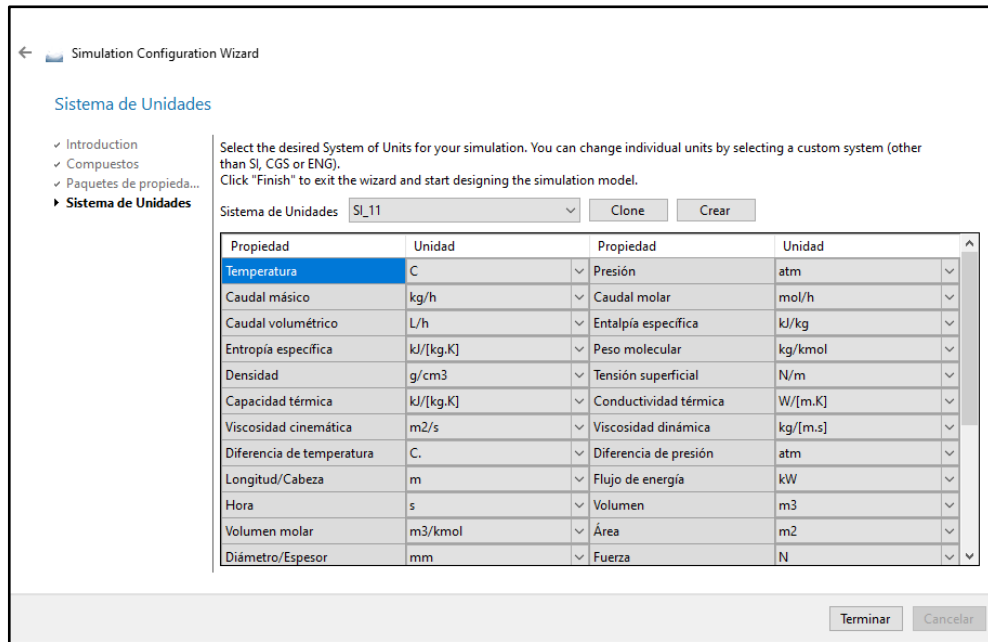 Simulation Configuration Wizard
Sistema de Unidades
Introduction
Compuestos
Paquetes de propieda...
Sistema de Unidades
Select the desired System of Units for your simulation. You can change individual units by selecting a custom system (other
than SI, CGS or ENG).
Click "Finish" to exit the wizard and start designing the simulation model.
Sistema de Unidades SI_11 Clone Crear
Propiedad Unidad Propiedad Unidad
Temperatura C Presión atm
Caudal másico kg/h Caudal molar mol/h
Caudal volumétrico L/h Entalpía específica kJ/kg
Entropía específica kJ/[kg.K] Peso molecular kg/kmol
Densidad g/cm3 Tensión superficial N/m
Capacidad térmica kJ/[kg.K] Conductividad térmica W/[m.K]
Viscosidad cinemática m2/s Viscosidad dinámica kg/[m.s]
Diferencia de temperatura C. Diferencia de presión atm
Longitud/Cabeza m Flujo de energía kW
Hora s Volumen m3
Volumen molar m3/kmol Área m2
Diámetro/Espesor mm Fuerza N
Terminar Cancelar